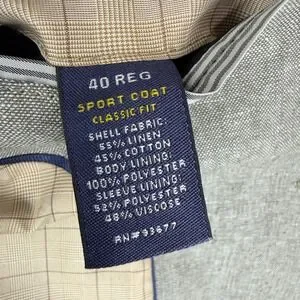 40 REG
SPORT COAT
CLASSIC FIT
SHELL FABRIC:
55% LINEN
45% COTTON
BODY LINING:
100% POLYESTER
SLEEVE LINING:
52% POLYESTER
48% VISCOSE
RN#93677